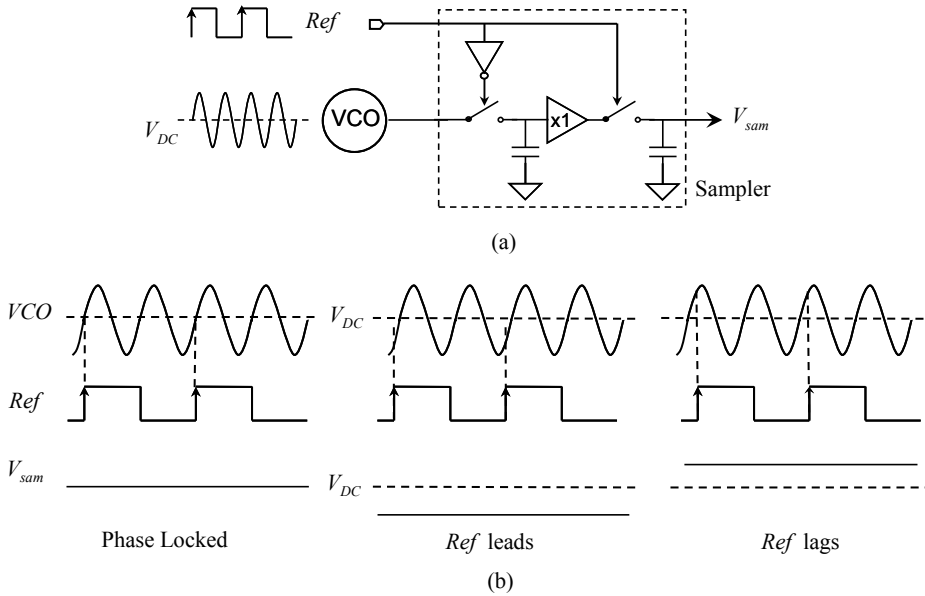 Ref
V_DC
VCO
x1
V_sam
Sampler
(a)
VCO
V_DC
Ref
V_sam
V_DC
Phase Locked
Ref leads
Ref lags
(b)